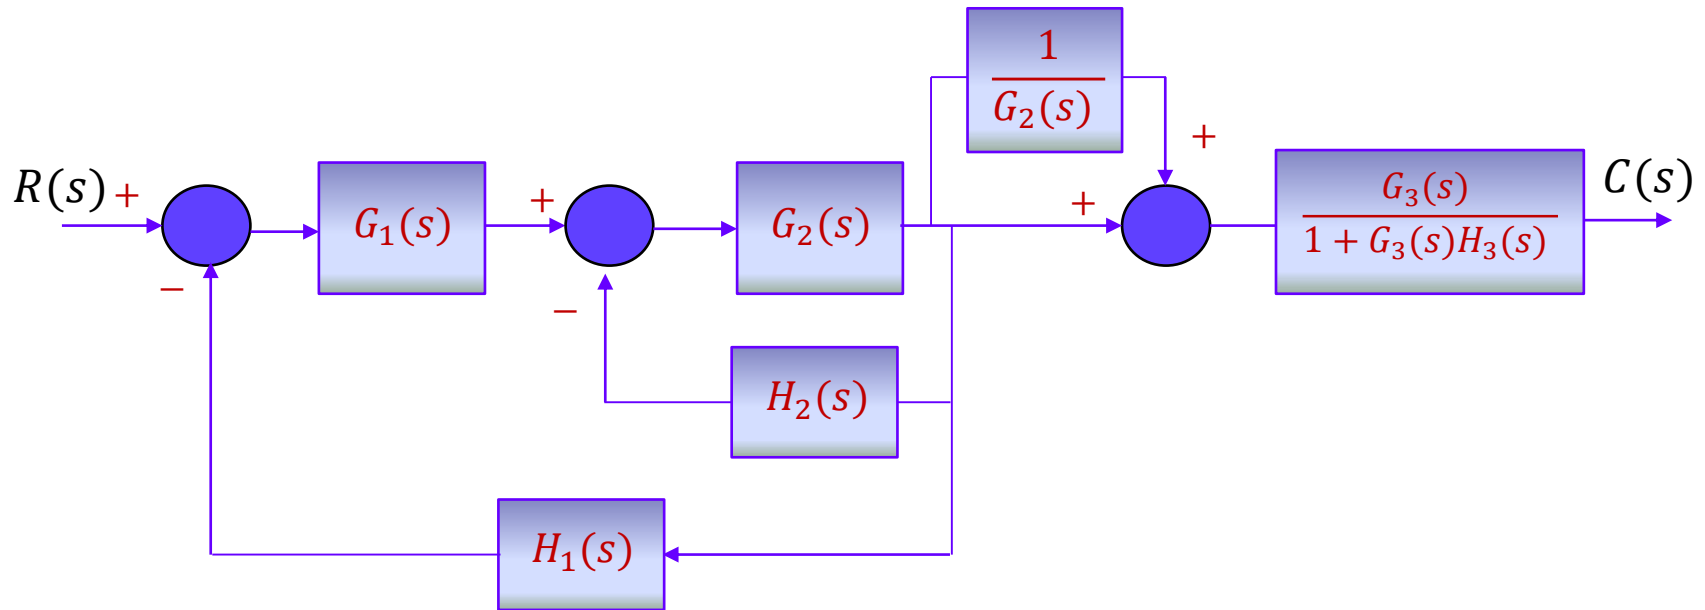 1
G₂(s)
+
R(s) +
G₁(s)
+
G₂(s)
+
G₃(s)
1 + G₃(s)H₃(s)
C(s)
−
−
H₂(s)
H₁(s)